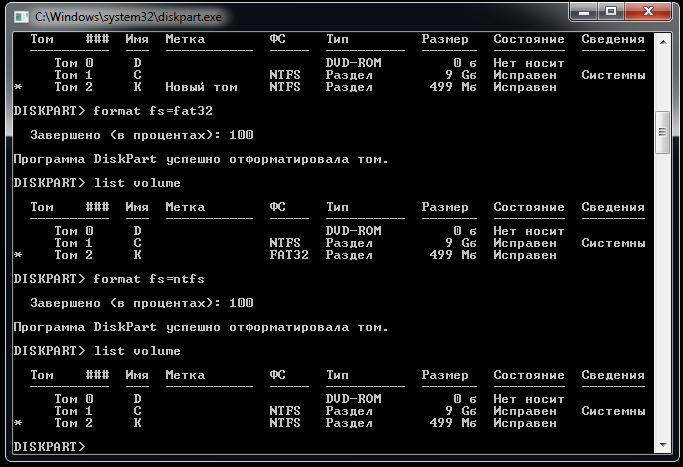 C:\Windows\system32\diskpart.exe
Том ### Имя Метка ФС Тип Размер Состояние Сведения
---------- --- ----------- ----- ---------- ------- --------- --------
Том 0 D DVD-ROM 0 б Нет носит
Том 1 C NTFS Раздел 9 Gб Исправен Системны
* Том 2 K Новый том NTFS Раздел 499 Mб Исправен
DISKPART> format fs=fat32
Завершено (в процентах): 100
Программа DiskPart успешно отформатировала том.
DISKPART> list volume
Том ### Имя Метка ФС Тип Размер Состояние Сведения
---------- --- ----------- ----- ---------- ------- --------- --------
Том 0 D DVD-ROM 0 б Нет носит
Том 1 C NTFS Раздел 9 Gб Исправен Системны
* Том 2 K FAT32 Раздел 499 Mб Исправен
DISKPART> format fs=ntfs
Завершено (в процентах): 100
Программа DiskPart успешно отформатировала том.
DISKPART> list volume
Том ### Имя Метка ФС Тип Размер Состояние Сведения
---------- --- ----------- ----- ---------- ------- --------- --------
Том 0 D DVD-ROM 0 б Нет носит
Том 1 C NTFS Раздел 9 Gб Исправен Системны
* Том 2 K NTFS Раздел 499 Mб Исправен
DISKPART>